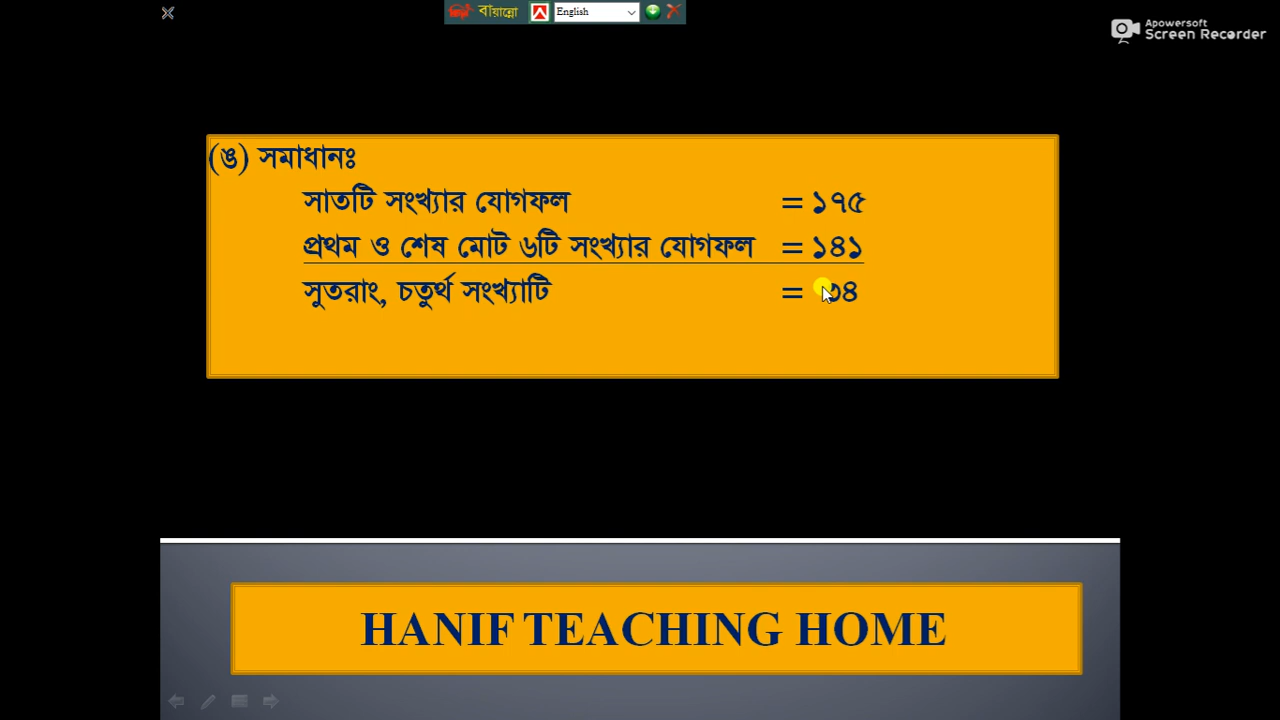 বায়ান্নো English
Apowersoft
Screen Recorder
(ঙ) সমাধানঃ
সাতটি সংখ্যার যোগফল = ১৭৫
প্রথম ও শেষ মোট ৬টি সংখ্যার যোগফল = ১৪১
সুতরাং, চতুর্থ সংখ্যাটি = ৩৪
HANIF TEACHING HOME